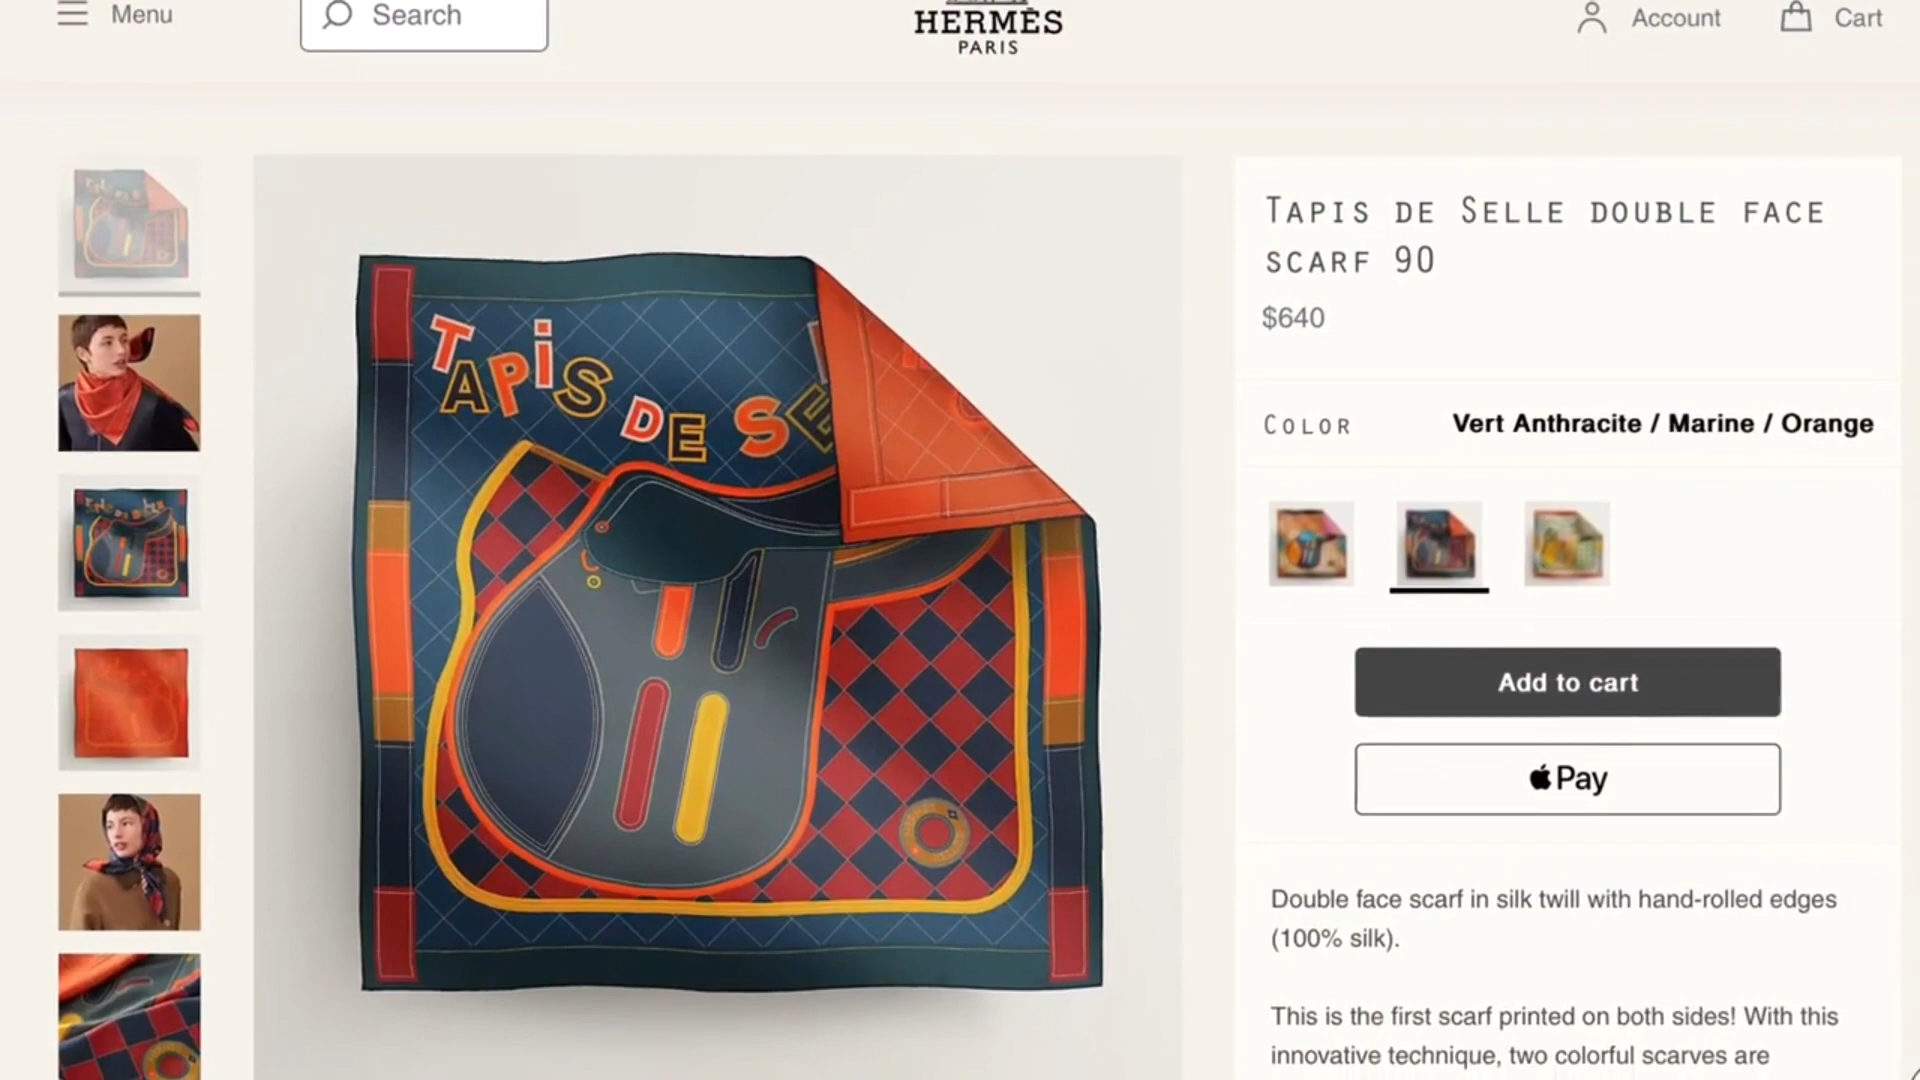 Menu
Search
HERMÈS
PARIS
Account
Cart
TAPIS DE SELLE DOUBLE FACE
SCARF 90
$640
TAPiS DE SE
COLOR
Vert Anthracite / Marine / Orange
Add to cart
Pay
Double face scarf in silk twill with hand-rolled edges
(100% silk).
This is the first scarf printed on both sides! With this
innovative technique, two colorful scarves are